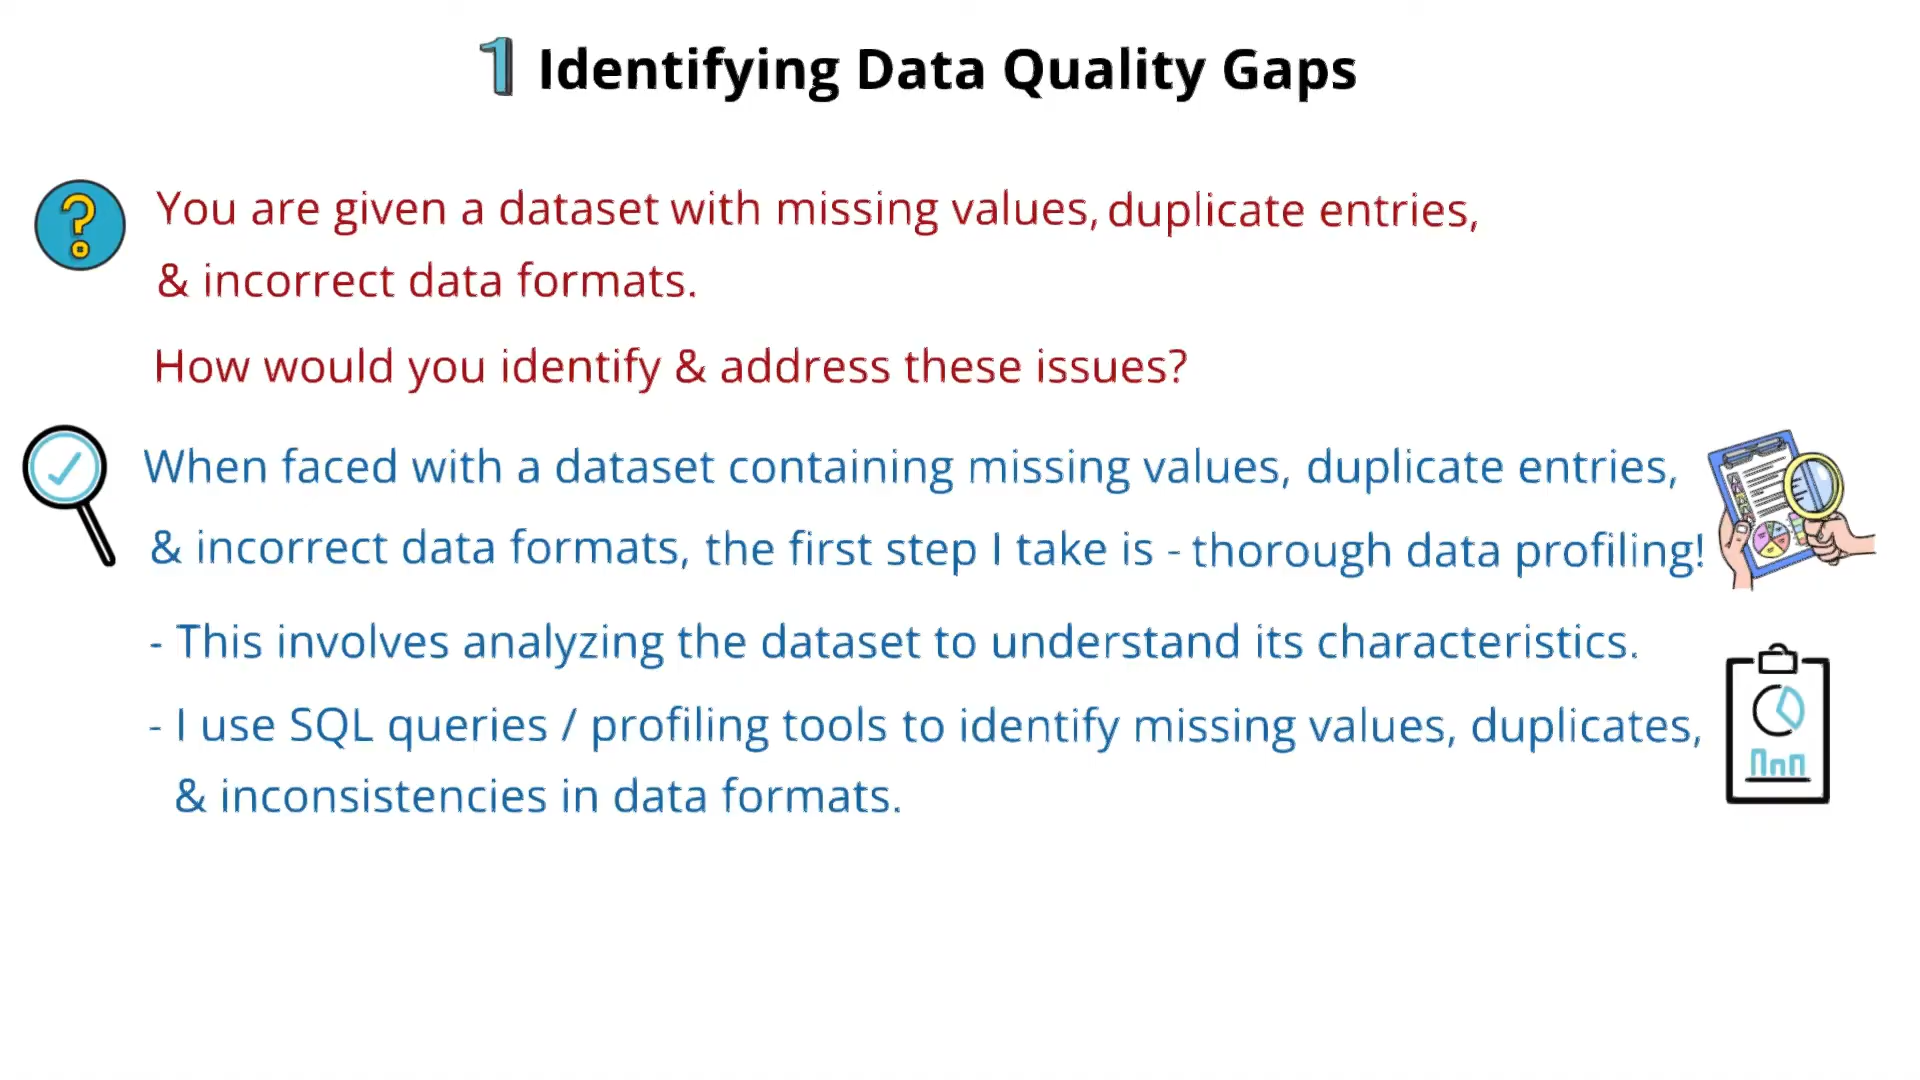 1 Identifying Data Quality Gaps
You are given a dataset with missing values, duplicate entries,
& incorrect data formats.
How would you identify & address these issues?
When faced with a dataset containing missing values, duplicate entries,
& incorrect data formats, the first step I take is - thorough data profiling!
- This involves analyzing the dataset to understand its characteristics.
- I use SQL queries / profiling tools to identify missing values, duplicates,
& inconsistencies in data formats.